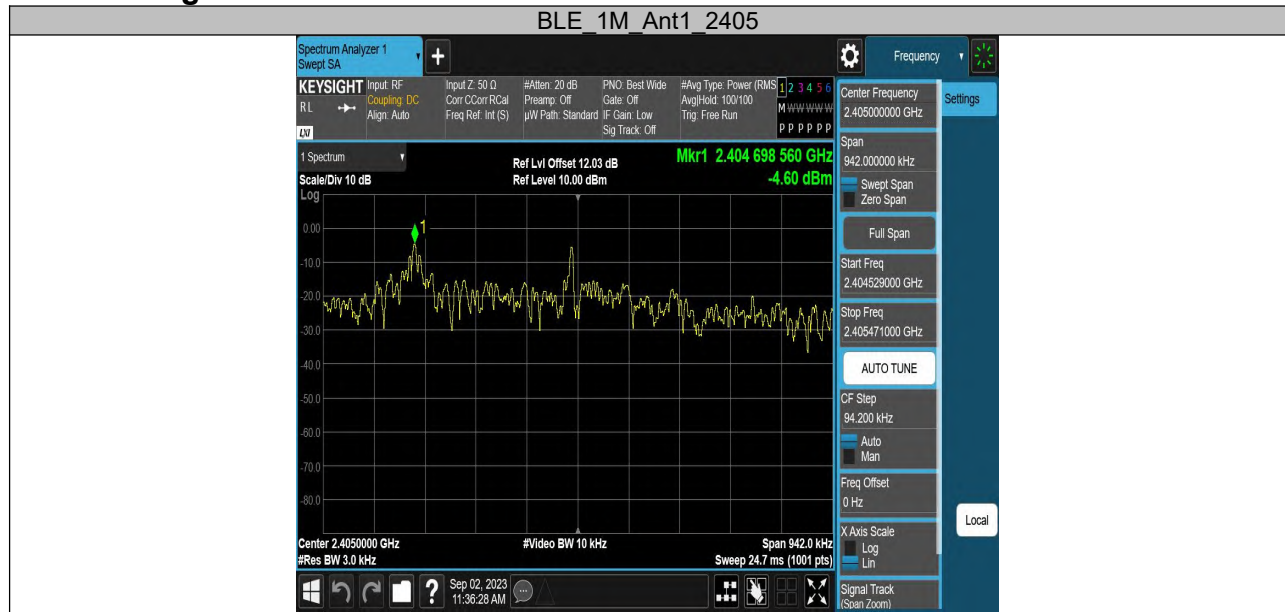 BLE_1M_Ant1_2405
Spectrum Analyzer 1
Swept SA
+
Frequency
KEYSIGHT
RL
LXI
Input: RF
Coupling: DC
Align: Auto
Input Z: 50 Ω
Corr CCorr RCal
Freq Ref: Int (S)
#Atten: 20 dB
Preamp: Off
µW Path: Standard
PNO: Best Wide
Gate: Off
IF Gain: Low
Sig Track: Off
#Avg Type: Power (RMS
Avg|Hold: 100/100
Trig: Free Run
1 2 3 4 5 6
M W W W W W
P P P P P P
1 Spectrum
Scale/Div 10 dB
Log
Ref Lvl Offset 12.03 dB
Ref Level 10.00 dBm
Mkr1 2.404 698 560 GHz
-4.60 dBm
1
0.00
-10.0
-20.0
-30.0
-40.0
-50.0
-60.0
-70.0
-80.0
Center 2.4050000 GHz
#Res BW 3.0 kHz
#Video BW 10 kHz
Span 942.0 kHz
Sweep 24.7 ms (1001 pts)
Sep 02, 2023
11:36:28 AM
?
Center Frequency
2.405000000 GHz
Span
942.000000 kHz
Swept Span
Zero Span
Full Span
Start Freq
2.404529000 GHz
Stop Freq
2.405471000 GHz
AUTO TUNE
CF Step
94.200 kHz
Auto
Man
Freq Offset
0 Hz
X Axis Scale
Log
Lin
Signal Track
(Span Zoom)
Settings
Local